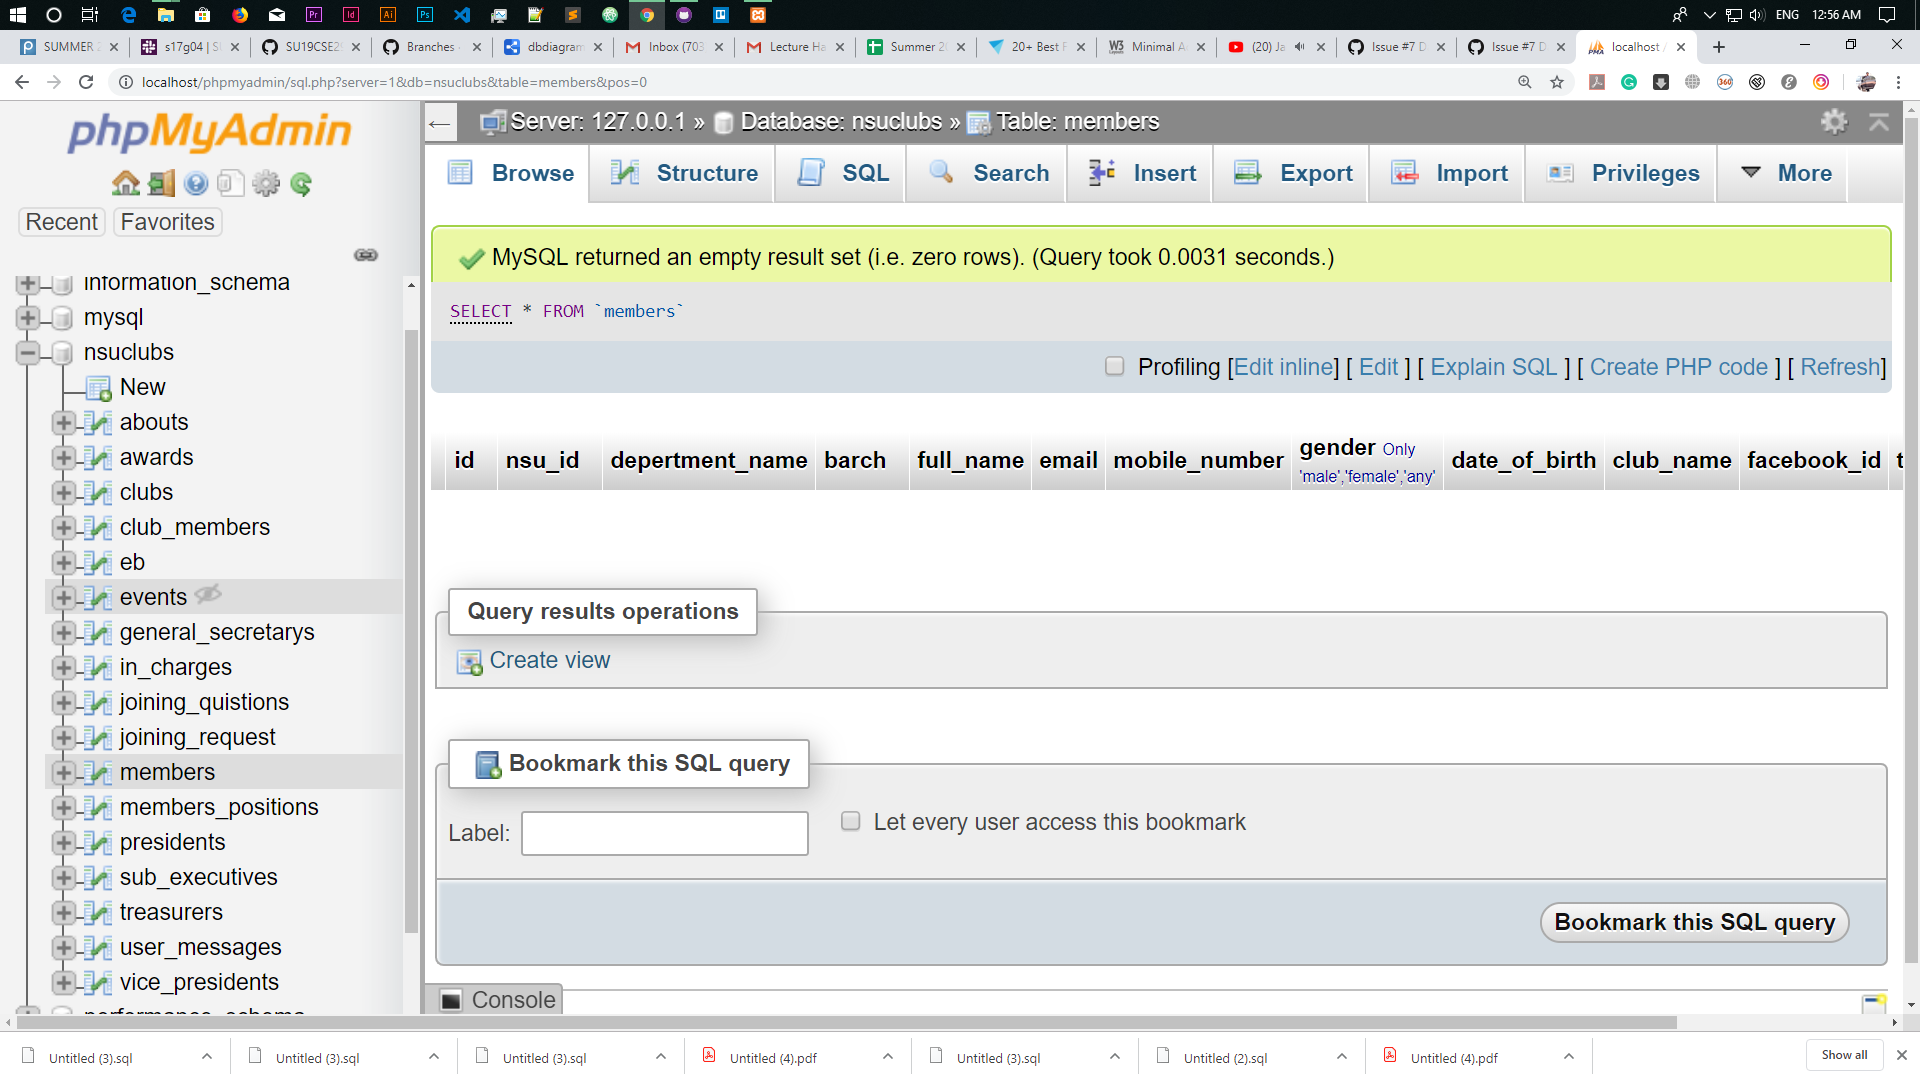 Pr
Id
Ai
Ps
ENG
12:56 AM
SUMMER 2
s17g04 | S
SU19CSE29
Branches
dbdiagram
Inbox (703
Lecture Ha
Summer 20
20+ Best F
W3
Minimal A
(20) Ja
Issue #7 D
Issue #7 D
localhost /
localhost/phpmyadmin/sql.php?server=1&db=nsuclubs&table=members&pos=0
phpMyAdmin
Recent
Favorites
information_schema
mysql
nsuclubs
New
abouts
awards
clubs
club_members
eb
events
general_secretarys
in_charges
joining_quistions
joining_request
members
members_positions
presidents
sub_executives
treasurers
user_messages
vice_presidents
performance_schema
Server: 127.0.0.1 » Database: nsuclubs » Table: members
Browse
Structure
SQL
Search
Insert
Export
Import
Privileges
More
MySQL returned an empty result set (i.e. zero rows). (Query took 0.0031 seconds.)
SELECT * FROM `members`
Profiling [Edit inline] [ Edit ] [ Explain SQL ] [ Create PHP code ] [ Refresh]
id
nsu_id
depertment_name
barch
full_name
email
mobile_number
gender Only
'male','female','any'
date_of_birth
club_name
facebook_id
t
Query results operations
Create view
Bookmark this SQL query
Label:
Let every user access this bookmark
Bookmark this SQL query
Console
Untitled (3).sql
Untitled (3).sql
Untitled (3).sql
Untitled (4).pdf
Untitled (3).sql
Untitled (2).sql
Untitled (4).pdf
Show all